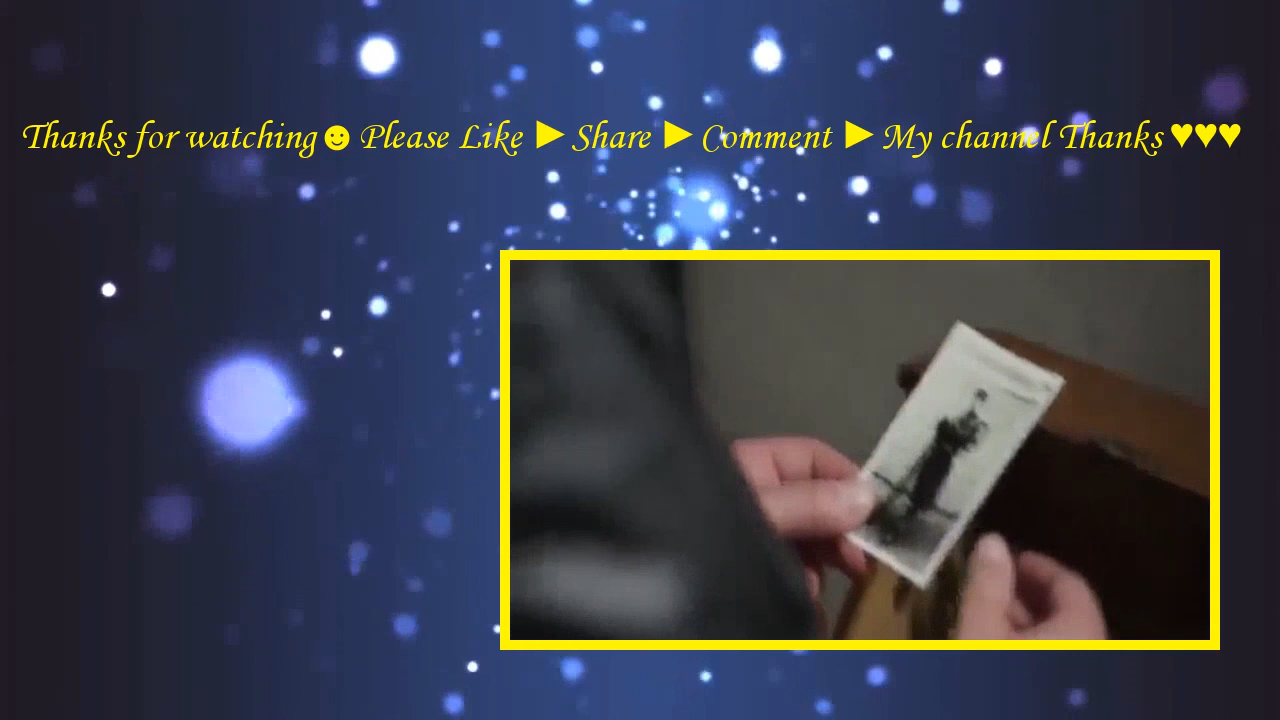 Thanks for watching☻Please Like ► Share ► Comment ► My channel Thanks ♥♥♥